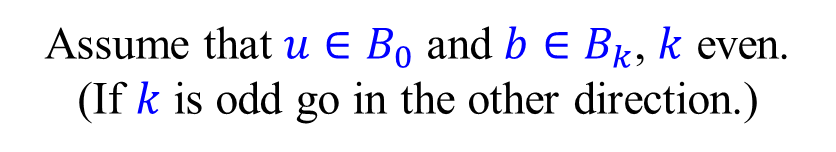 Assume that u ∈ B₀ and b ∈ Bₖ, k even.
(If k is odd go in the other direction.)